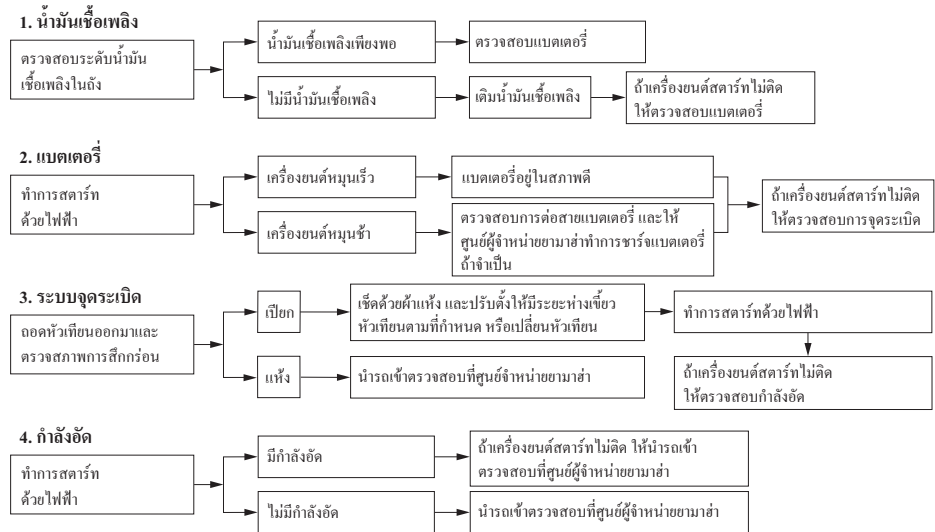 1. น้ำมันเชื้อเพลิง
ตรวจสอบระดับน้ำมัน
เชื้อเพลิงในถัง
น้ำมันเชื้อเพลิงเพียงพอ
ตรวจสอบแบตเตอรี่
ไม่มีน้ำมันเชื้อเพลิง
เติมน้ำมันเชื้อเพลิง
ถ้าเครื่องยนต์สตาร์ทไม่ติด
ให้ตรวจสอบแบตเตอรี่
2. แบตเตอรี่
ทำการสตาร์ท
ด้วยไฟฟ้า
เครื่องยนต์หมุนเร็ว
แบตเตอรี่อยู่ในสภาพดี
เครื่องยนต์หมุนช้า
ตรวจสอบการต่อสายแบตเตอรี่ และให้
ศูนย์ผู้จำหน่ายยามาฮ่าทำการชาร์จแบตเตอรี่
ถ้าจำเป็น
ถ้าเครื่องยนต์สตาร์ทไม่ติด
ให้ตรวจสอบการจุดระเบิด
3. ระบบจุดระเบิด
ถอดหัวเทียนออกมาและ
ตรวจสภาพการสึกกร่อน
เปียก
เช็ดด้วยผ้าแห้ง และปรับตั้งให้มีระยะห่างเขี้ยว
หัวเทียนตามที่กำหนด หรือเปลี่ยนหัวเทียน
ทำการสตาร์ทด้วยไฟฟ้า
แห้ง
นำรถเข้าตรวจสอบที่ศูนย์จำหน่ายยามาฮ่า
ถ้าเครื่องยนต์สตาร์ทไม่ติด
ให้ตรวจสอบกำลังอัด
4. กำลังอัด
ทำการสตาร์ท
ด้วยไฟฟ้า
มีกำลังอัด
ถ้าเครื่องยนต์สตาร์ทไม่ติด ให้นำรถเข้า
ตรวจสอบที่ศูนย์ผู้จำหน่ายยามาฮ่า
ไม่มีกำลังอัด
นำรถเข้าตรวจสอบที่ศูนย์ผู้จำหน่ายยามาฮ่า